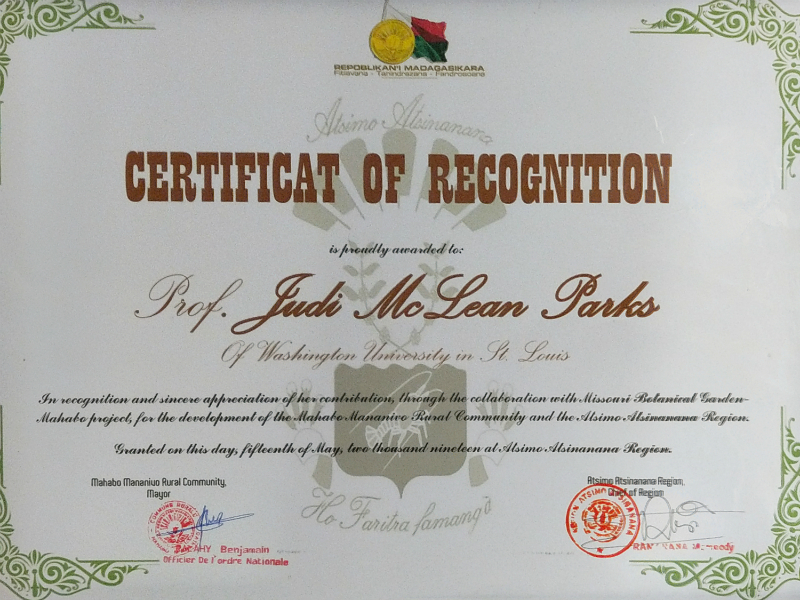 REPOBLIKAN'I MADAGASIKARA
Fitiavana - Tanindrazana - Fandrosoana
Atsimo Atsinanana
CERTIFICAT OF RECOGNITION
is proudly awarded to:
Prof. Judi McLean Parks
Of Washington University in St. Louis
In recognition and sincere appreciation of her contribution, through the collaboration with Missouri Botanical Garden-
Mahabo project, for the development of the Mahabo Mananivo Rural Community and the Atsimo Atsinanana Region.
Granted on this day, fifteenth of May, two thousand nineteen at Atsimo Atsinanana Region.
Mahabo Mananivo Rural Community,
Mayor
Atsimo Atsinanana Region,
Chief of Region
Ho Faritra famangò
Benjamain
Officier De l'ordre Nationale